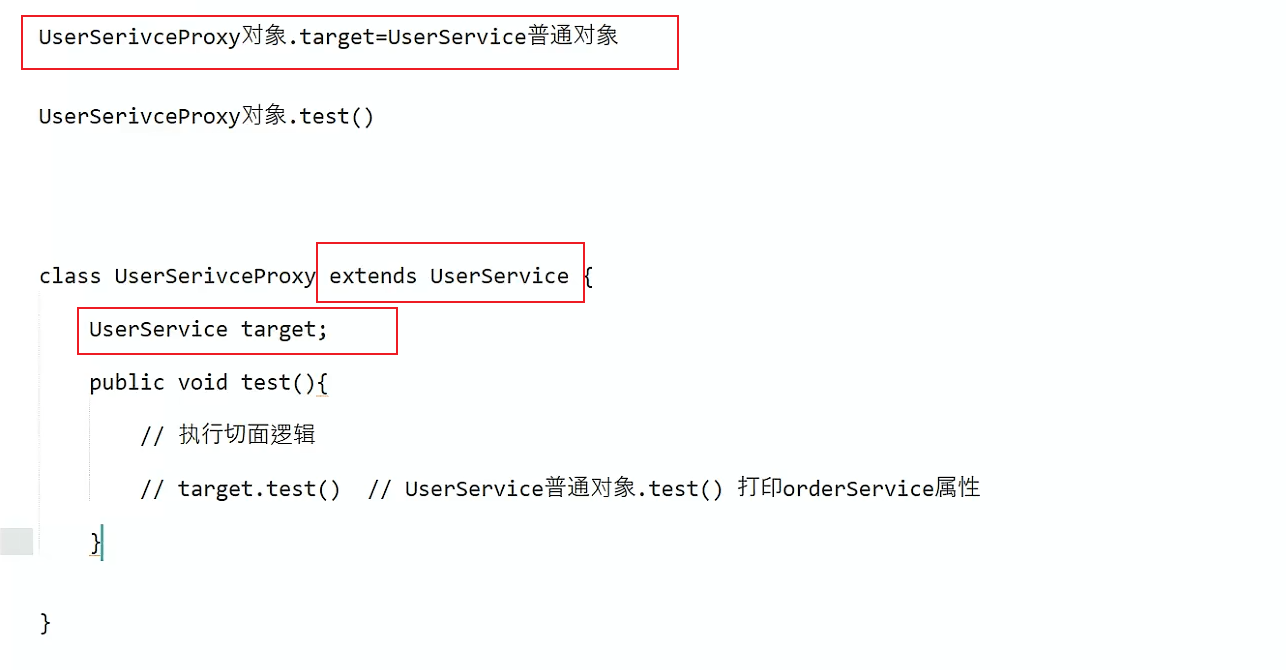 UserSerivceProxy对象.target=UserService普通对象
UserSerivceProxy对象.test()
class UserSerivceProxy extends UserService {
UserService target;
public void test(){
// 执行切面逻辑
// target.test() // UserService普通对象.test() 打印orderService属性
}
}